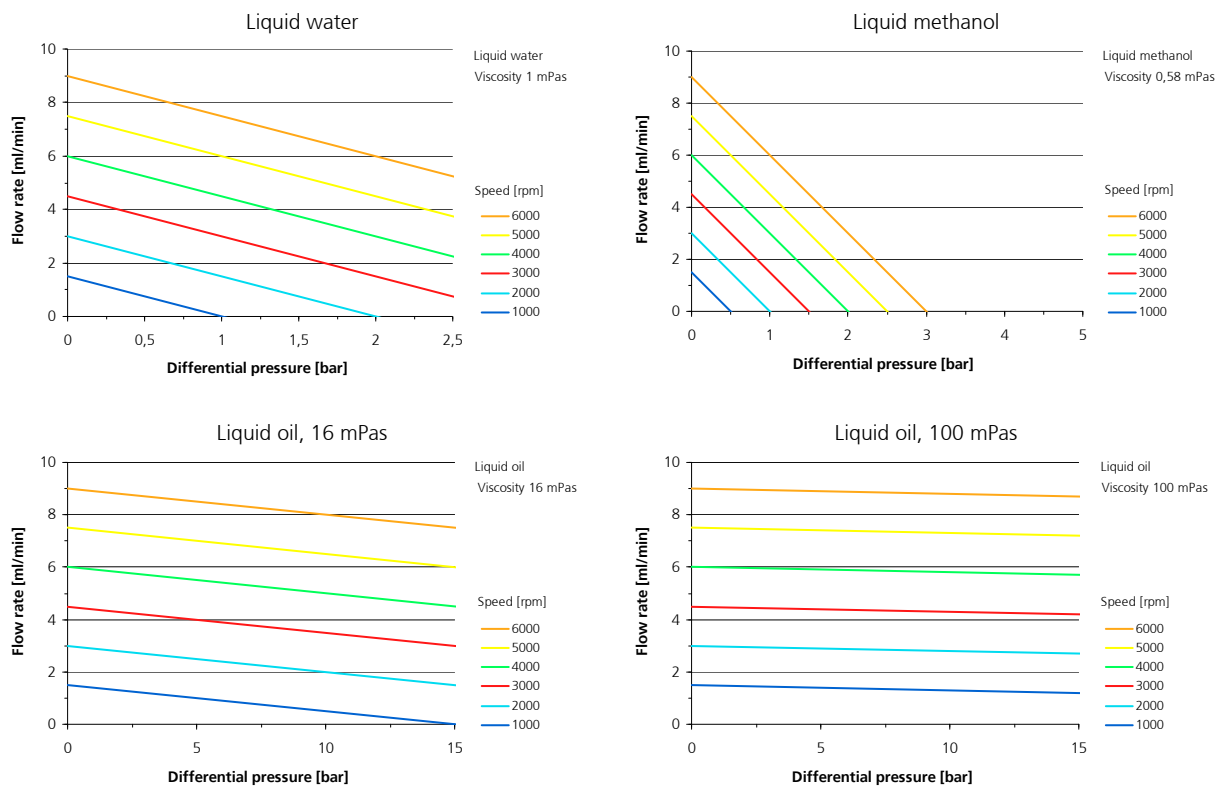 Liquid water
10
8
6
4
2
0
Flow rate [ml/min]
0 0,5 1 1,5 2 2,5
Differential pressure [bar]
Liquid water
Viscosity 1 mPas
Speed [rpm]
6000
5000
4000
3000
2000
1000
Liquid methanol
10
8
6
4
2
0
Flow rate [ml/min]
0 1 2 3 4 5
Differential pressure [bar]
Liquid methanol
Viscosity 0,58 mPas
Speed [rpm]
6000
5000
4000
3000
2000
1000
Liquid oil, 16 mPas
10
8
6
4
2
0
Flow rate [ml/min]
0 5 10 15
Differential pressure [bar]
Liquid oil
Viscosity 16 mPas
Speed [rpm]
6000
5000
4000
3000
2000
1000
Liquid oil, 100 mPas
10
8
6
4
2
0
Flow rate [ml/min]
0 5 10 15
Differential pressure [bar]
Liquid oil
Viscosity 100 mPas
Speed [rpm]
6000
5000
4000
3000
2000
1000